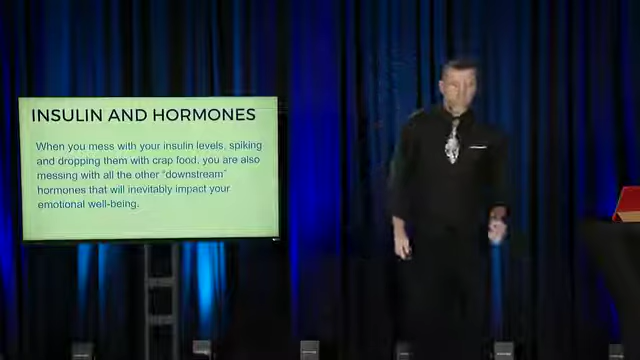 INSULIN AND HORMONES
When you mess with your insulin levels, spiking
and dropping them with crap food, you are also
messing with all the other “downstream”
hormones that will inevitably impact your
emotional well-being.